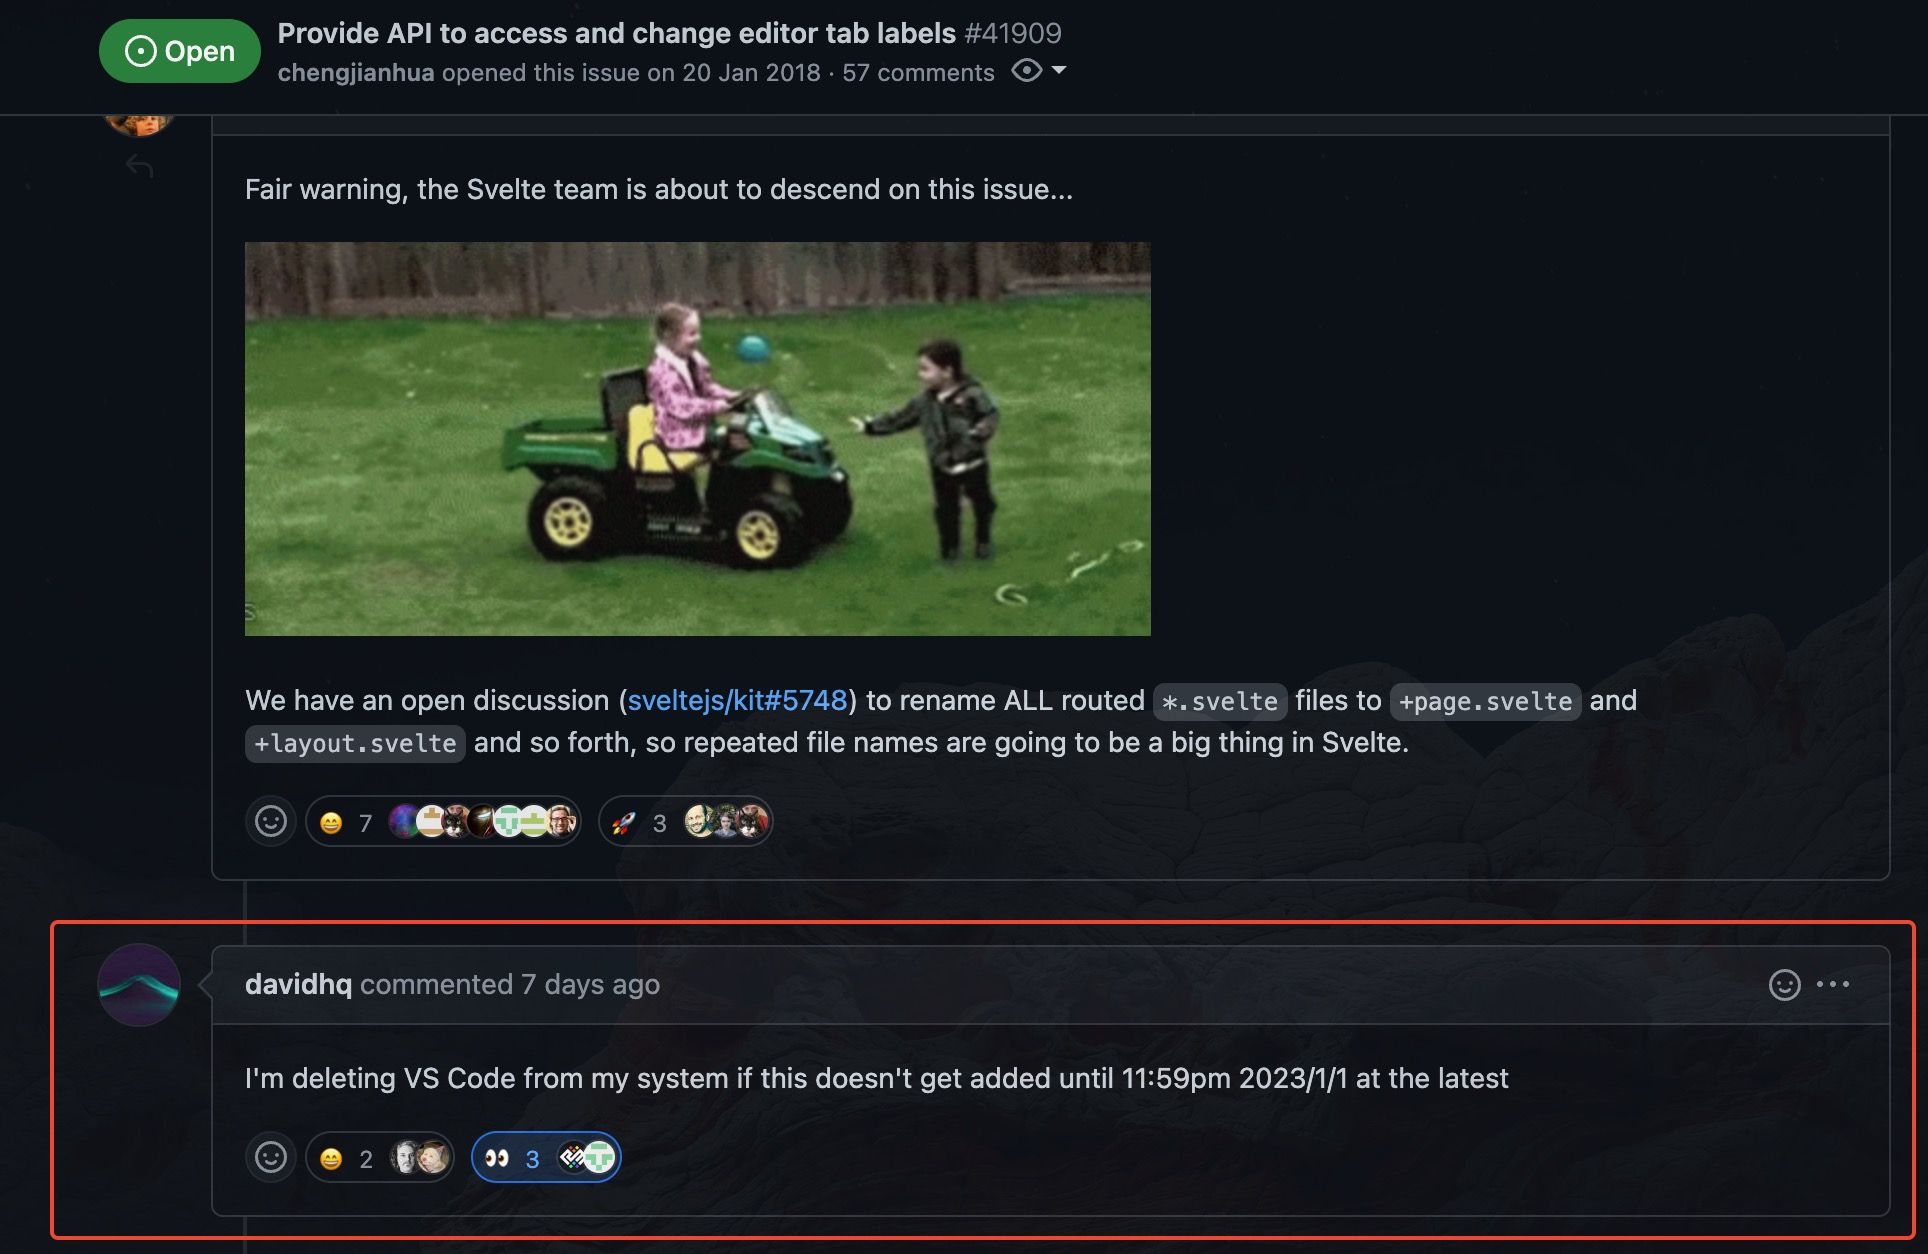 Open
Provide API to access and change editor tab labels #41909
chengjianhua opened this issue on 20 Jan 2018 · 57 comments
Fair warning, the Svelte team is about to descend on this issue...
We have an open discussion (sveltejs/kit#5748) to rename ALL routed *.svelte files to +page.svelte and
+layout.svelte and so forth, so repeated file names are going to be a big thing in Svelte.
😄 7 🚀 3
davidhq commented 7 days ago
I'm deleting VS Code from my system if this doesn't get added until 11:59pm 2023/1/1 at the latest
😄 2 👀 3